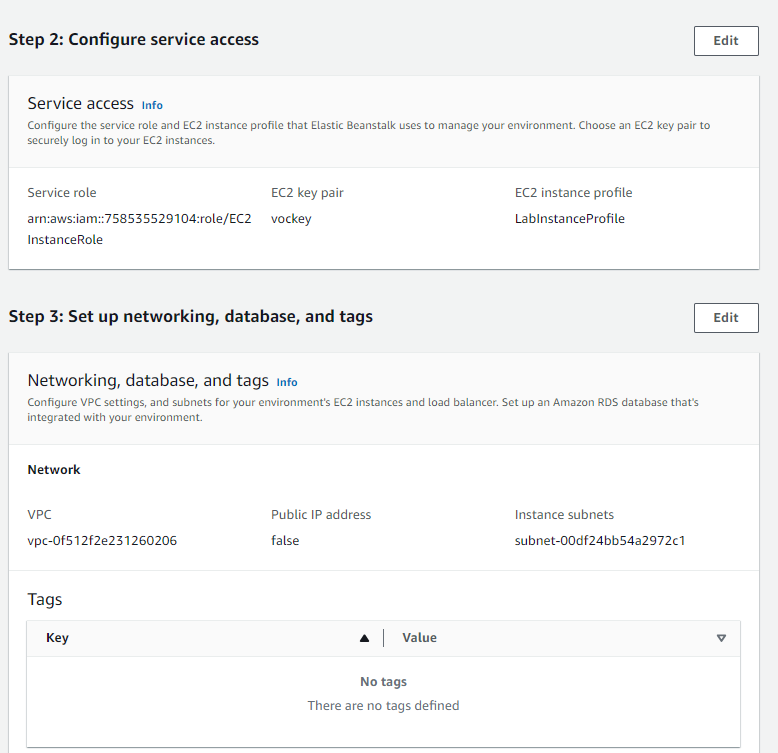 Step 2: Configure service access
Edit
Service access Info
Configure the service role and EC2 instance profile that Elastic Beanstalk uses to manage your environment. Choose an EC2 key pair to
securely log in to your EC2 instances.
Service role
EC2 key pair
EC2 instance profile
arn:aws:iam::758535529104:role/EC2
InstanceRole
vockey
LabInstanceProfile
Step 3: Set up networking, database, and tags
Edit
Networking, database, and tags Info
Configure VPC settings, and subnets for your environment's EC2 instances and load balancer. Set up an Amazon RDS database that's
integrated with your environment.
Network
VPC
Public IP address
Instance subnets
vpc-0f512f2e231260206
false
subnet-00df24bb54a2972c1
Tags
Key
Value
No tags
There are no tags defined